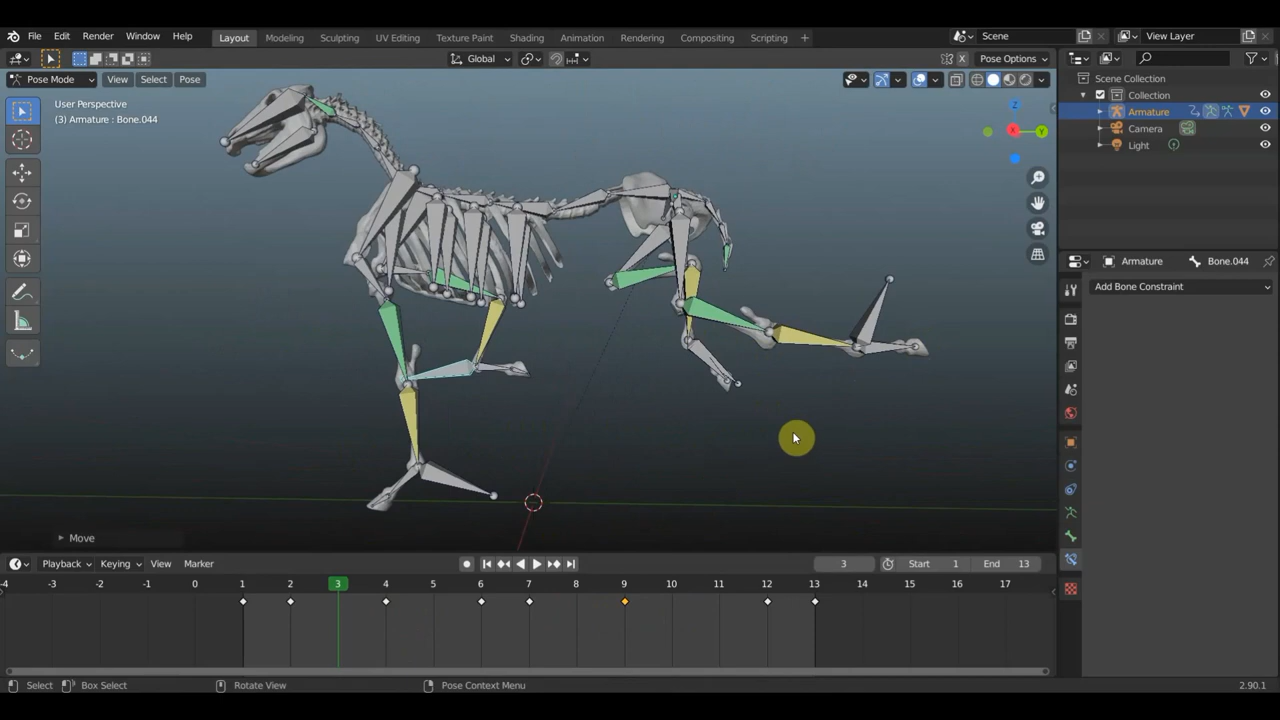 File Edit Render Window Help Layout Modeling Sculpting UV Editing Texture Paint Shading Animation Rendering Compositing Scripting + Scene View Layer
Global Pose Options
Pose Mode View Select Pose
User Perspective
(3) Armature : Bone.044
Scene Collection
Collection
Armature
Camera
Light
Armature Bone.044
Add Bone Constraint
X
Z
Y
Move
Playback Keying View Marker 3 Start 1 End 13
-4 -2 -1 0 1 2 3 4 5 6 7 8 9 10 11 12 13 14 15 16 17
Select Box Select Rotate View Pose Context Menu 2.90.1